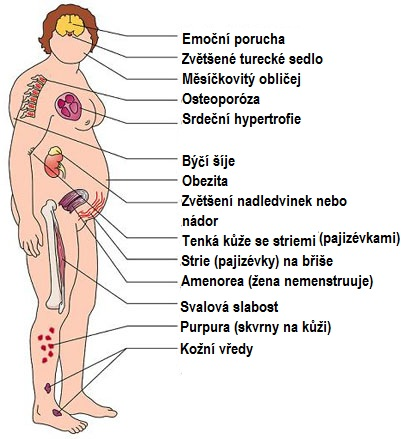 Emoční porucha
Zvětšené turecké sedlo
Měsíčkovitý obličej
Osteoporóza
Srdeční hypertrofie
Býčí šíje
Obezita
Zvětšení nadledvinek nebo
nádor
Tenká kůže se striemi (pajizévkami)
Strie (pajizévky) na břiše
Amenorea (žena nemenstruuje)
Svalová slabost
Purpura (skvrny na kůži)
Kožní vředy